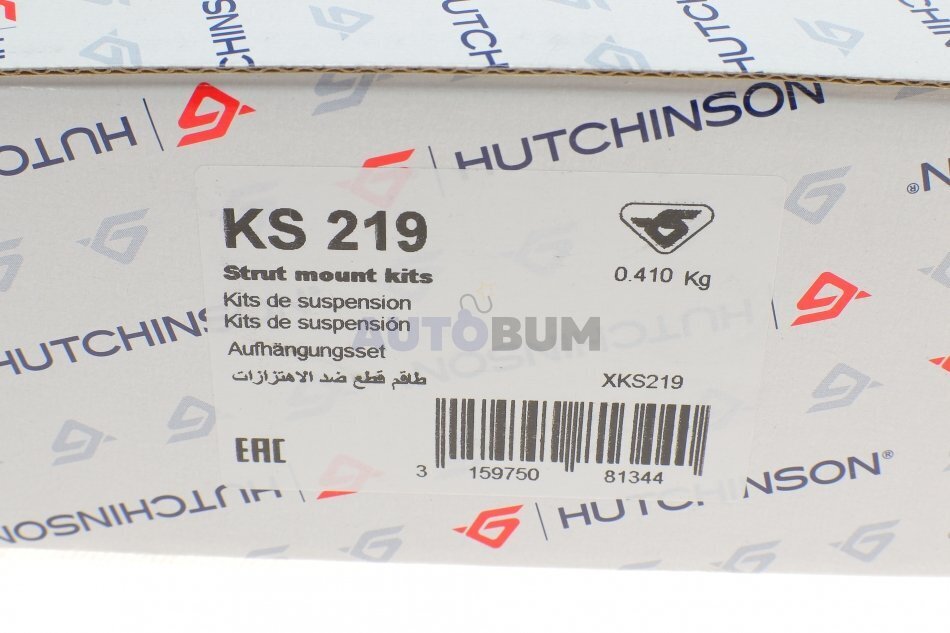 HUTCHINSON
HUTCHINSON
HUTCHINSON
HUTCHINSON
KS 219
Strut mount kits
0.410 Kg
Kits de suspension
Kits de suspensión
AUTOBUM
Aufhängungsset
طاقم قطع ضد الاهتزازات
XKS219
EAC
3 159750 81344
HUTCHINSON
HUTCHINSON®